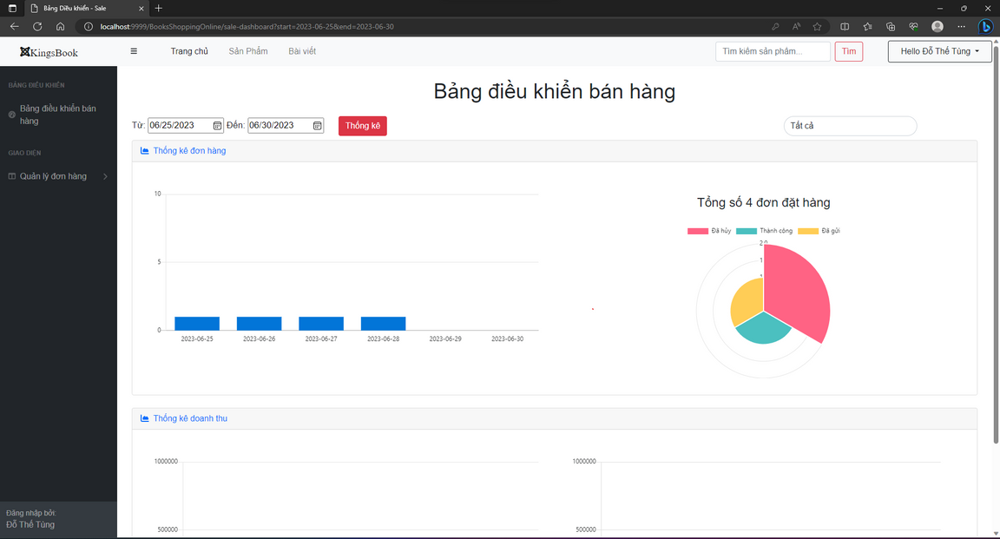 Bảng Điều khiển - Sale
localhost:9999/BooksShoppingOnline/sale-dashboard?start=2023-06-25&end=2023-06-30
KingsBook
Trang chủ
Sản Phẩm
Bài viết
Tìm kiếm sản phẩm...
Tìm
Hello Đỗ Thế Tùng
BẢNG ĐIỀU KHIỂN
Bảng điều khiển bán
hàng
GIAO DIỆN
Quản lý đơn hàng
Đăng nhập bởi:
Đỗ Thế Tùng
Bảng điều khiển bán hàng
Từ: 06/25/2023 Đến: 06/30/2023 Thống kê
Tất cả
Thống kê đơn hàng
10
5
0
2023-06-25 2023-06-26 2023-06-27 2023-06-28 2023-06-29 2023-06-30
Tổng số 4 đơn đặt hàng
Đã hủy Thành công Đã gửi
Thống kê doanh thu
1000000
500000
1000000
500000